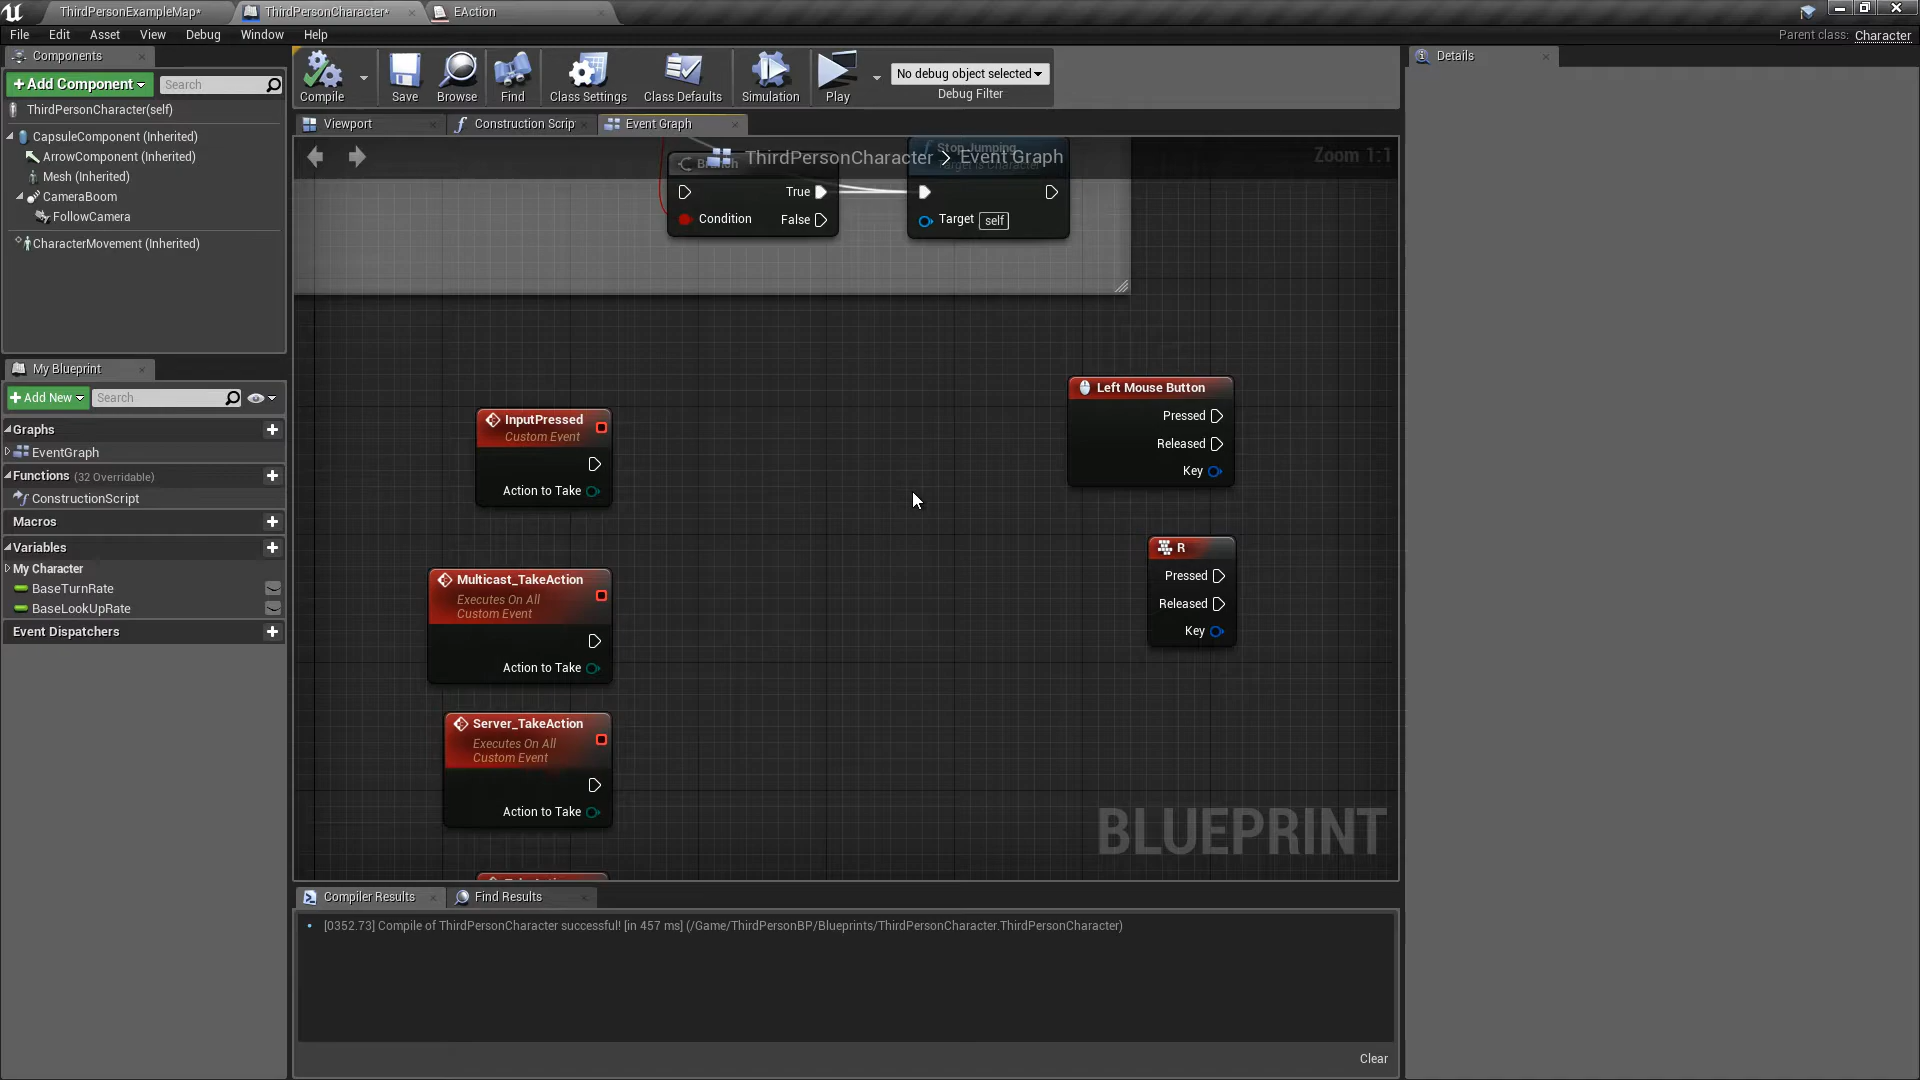 ThirdPersonExampleMap*
ThirdPersonCharacter*
EAction
File
Edit
Asset
View
Debug
Window
Help
Parent class: Character
Components
+Add Component
Search
ThirdPersonCharacter(self)
CapsuleComponent (Inherited)
ArrowComponent (Inherited)
Mesh (Inherited)
CameraBoom
FollowCamera
CharacterMovement (Inherited)
My Blueprint
+Add New
Search
Graphs
EventGraph
Functions (32 Overridable)
ConstructionScript
Macros
Variables
My Character
BaseTurnRate
BaseLookUpRate
Event Dispatchers
Compile
Save
Browse
Find
Class Settings
Class Defaults
Simulation
Play
No debug object selected
Debug Filter
Viewport
Construction Scrip
Event Graph
ThirdPersonCharacter > Event Graph
Zoom 1:1
Branch
True
Condition
False
Stop Jumping
Target is Character
Target
self
InputPressed
Custom Event
Action to Take
Multicast_TakeAction
Executes On All
Custom Event
Action to Take
Server_TakeAction
Executes On All
Custom Event
Action to Take
Left Mouse Button
Pressed
Released
Key
R
Pressed
Released
Key
BLUEPRINT
Compiler Results
Find Results
[0352.73] Compile of ThirdPersonCharacter successful! [in 457 ms] (/Game/ThirdPersonBP/Blueprints/ThirdPersonCharacter.ThirdPersonCharacter)
Clear
Details